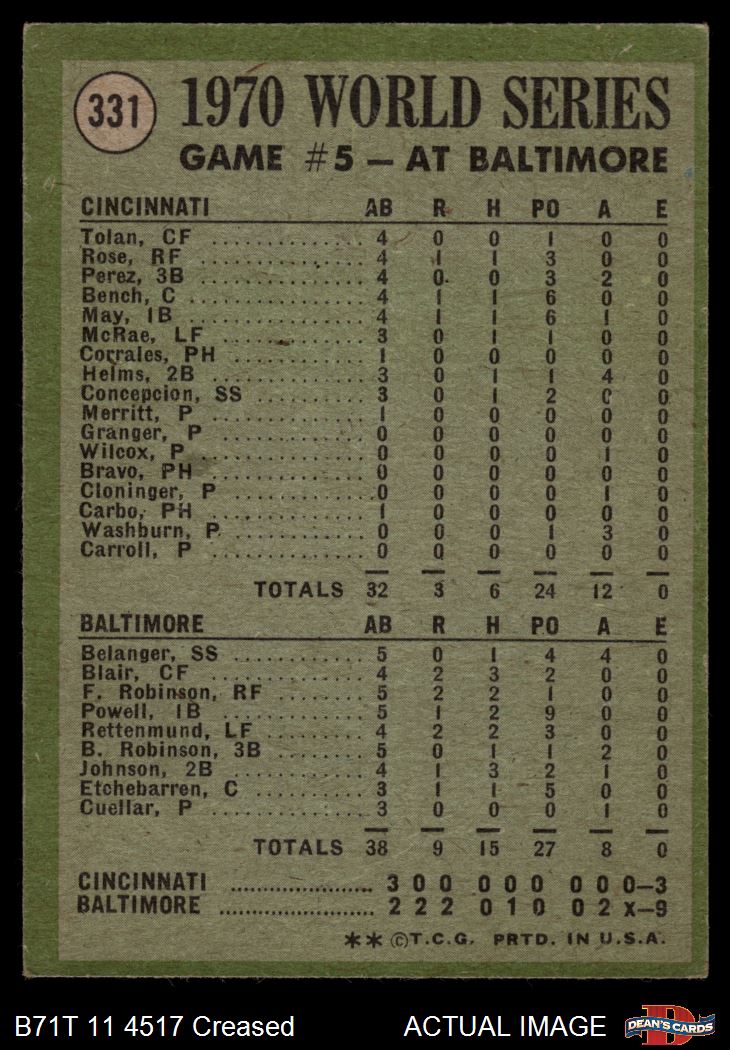 331
1970 WORLD SERIES
GAME #5 — AT BALTIMORE
CINCINNATI AB R H PO A E
Tolan, CF .............. 4 0 0 1 0 0
Rose, RF .............. 4 1 1 3 0 0
Perez, 3B .............. 4 0 0 3 2 0
Bench, C .............. 4 1 1 6 0 0
May, 1B .............. 4 1 1 6 1 0
McRae, LF .............. 3 0 1 1 0 0
Corrales, PH ........... 1 0 0 0 0 0
Helms, 2B .............. 3 0 1 1 4 0
Concepcion, SS ......... 3 0 1 2 0 0
Merritt, P .............. 1 0 0 0 0 0
Granger, P ............. 0 0 0 0 0 0
Wilcox, P .............. 0 0 0 0 1 0
Bravo, PH .............. 0 0 0 0 0 0
Cloninger, P ........... 0 0 0 0 1 0
Carbo, PH .............. 1 0 0 0 0 0
Washburn, P ............ 0 0 0 1 3 0
Carroll, P .............. 0 0 0 0 0 0
TOTALS 32 3 6 24 12 0
BALTIMORE AB R H PO A E
Belanger, SS ........... 5 0 1 4 4 0
Blair, CF .............. 4 2 3 2 0 0
F. Robinson, RF ........ 5 2 2 1 0 0
Powell, 1B ............. 5 1 2 9 0 0
Rettenmund, LF ......... 4 2 2 3 0 0
B. Robinson, 3B ........ 5 0 1 1 2 0
Johnson, 2B ............ 4 1 3 2 1 0
Etchebarren, C ......... 3 1 1 5 0 0
Cuellar, P .............. 3 0 0 0 1 0
TOTALS 38 9 15 27 8 0
CINCINNATI ...................... 3 0 0 0 0 0 0 0 0—3
BALTIMORE ...................... 2 2 2 0 1 0 0 2 X—9
** ©T.C.G. PRTD. IN U.S.A.
B71T 11 4517 Creased ACTUAL IMAGE
DEAN'S CARDS